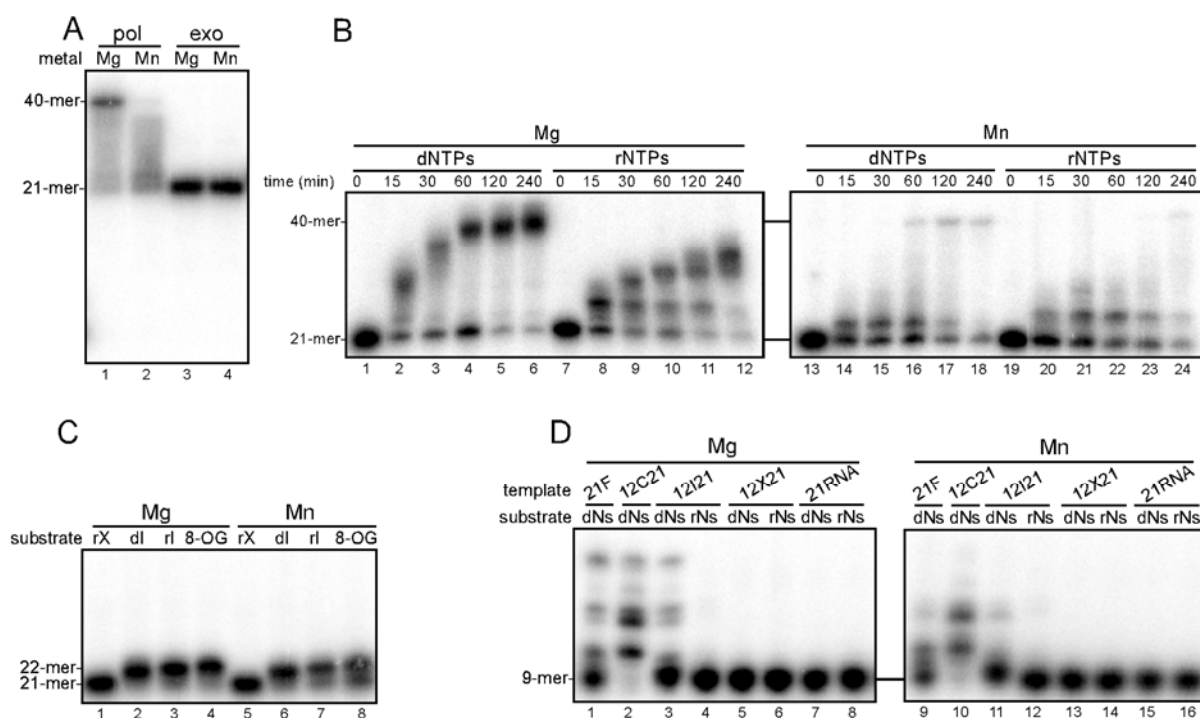 A
pol exo
metal Mg Mn Mg Mn
40-mer
21-mer
1 2 3 4
B
Mg Mn
dNTPs rNTPs dNTPs rNTPs
time (min) 0 15 30 60 120 240 0 15 30 60 120 240 0 15 30 60 120 240 0 15 30 60 120 240
40-mer
21-mer
1 2 3 4 5 6 7 8 9 10 11 12 13 14 15 16 17 18 19 20 21 22 23 24
C
Mg Mn
substrate rX dI rI 8-OG rX dI rI 8-OG
22-mer
21-mer
1 2 3 4 5 6 7 8
D
Mg Mn
template 21F 12C21 12I21 12X21 21RNA 21F 12C21 12I21 12X21 21RNA
substrate dNs dNs dNs rNs dNs rNs dNs rNs dNs dNs dNs rNs dNs rNs dNs rNs
9-mer
1 2 3 4 5 6 7 8 9 10 11 12 13 14 15 16